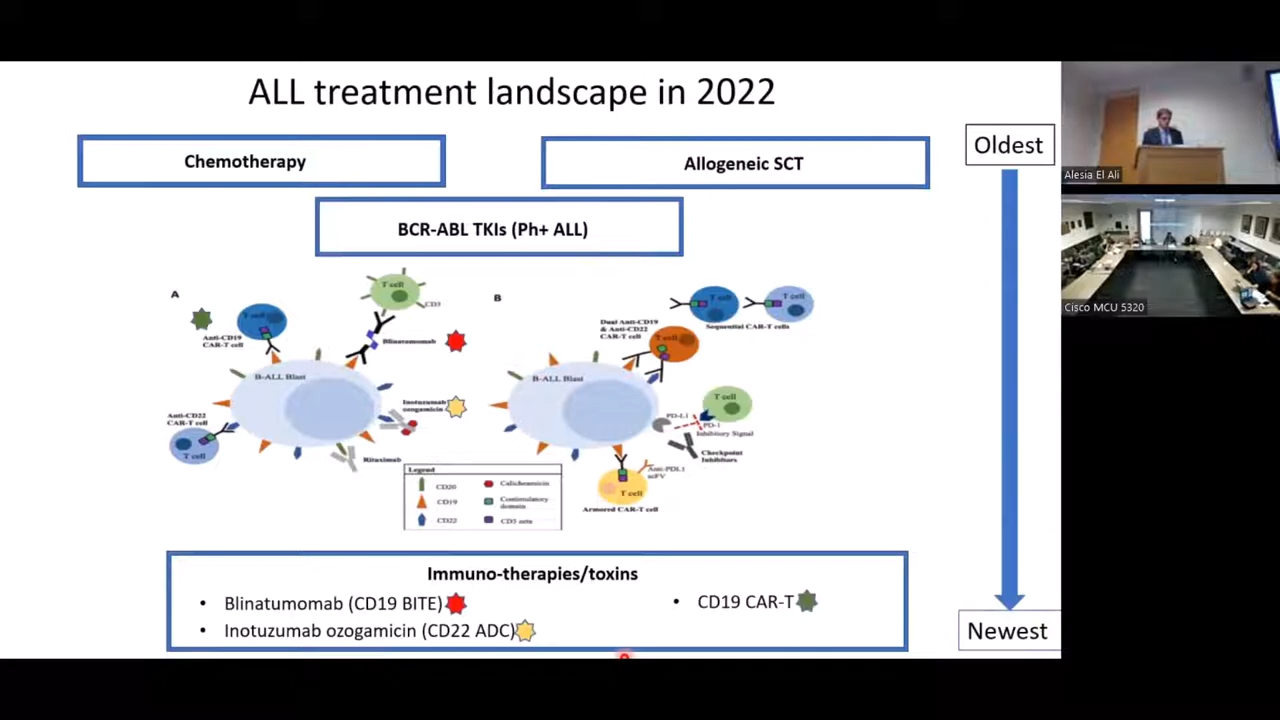 ALL treatment landscape in 2022
Chemotherapy
Allogeneic SCT
Oldest
BCR-ABL TKIs (Ph+ ALL)
A
T cell
CD3
T cell
Anti-CD19
CAR-T cell
Blinatumomab
B-ALL Blast
Inotuzumab
ozogamicin
Anti-CD22
CAR-T cell
T cell
Rituximab
B
T cell
T cell
Sequential CAR-T cells
Dual Anti-CD19
& Anti-CD22
CAR-T cell
T cell
B-ALL Blast
T cell
PD-L1
PD-1
Inhibitory Signal
Checkpoint
Inhibitors
Anti-PDL1
scFV
T cell
Armored CAR-T cell
Legend
CD20
Calicheamicin
CD19
Costimulatory
domain
CD22
CD3 zeta
Immuno-therapies/toxins
• Blinatumomab (CD19 BITE)
• Inotuzumab ozogamicin (CD22 ADC)
• CD19 CAR-T
Newest
Alesia El Ali
Cisco MCU 5320